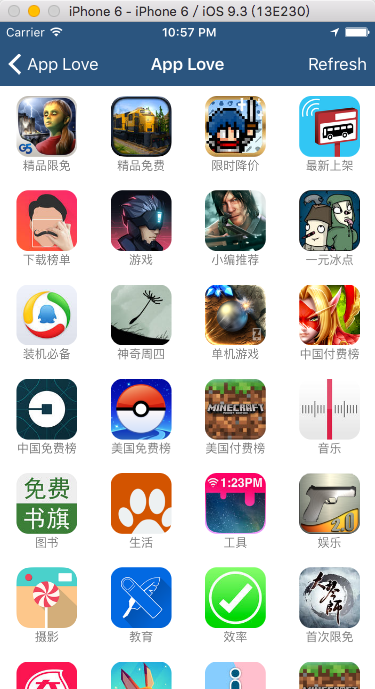 iPhone 6 - iPhone 6 / iOS 9.3 (13E230)
Carrier 10:57 PM
App Love App Love Refresh
G5
精品限免 精品免费 限时降价 最新上架
下载榜单 游戏 小编推荐 一元冰点
装机必备 神奇周四 单机游戏 中国付费榜
MINECRAFT
中国免费榜 美国免费榜 美国付费榜 音乐
免费
书旗
1:23PM
2.0
图书 生活 工具 娱乐
大琴師
摄影 教育 效率 首次限免